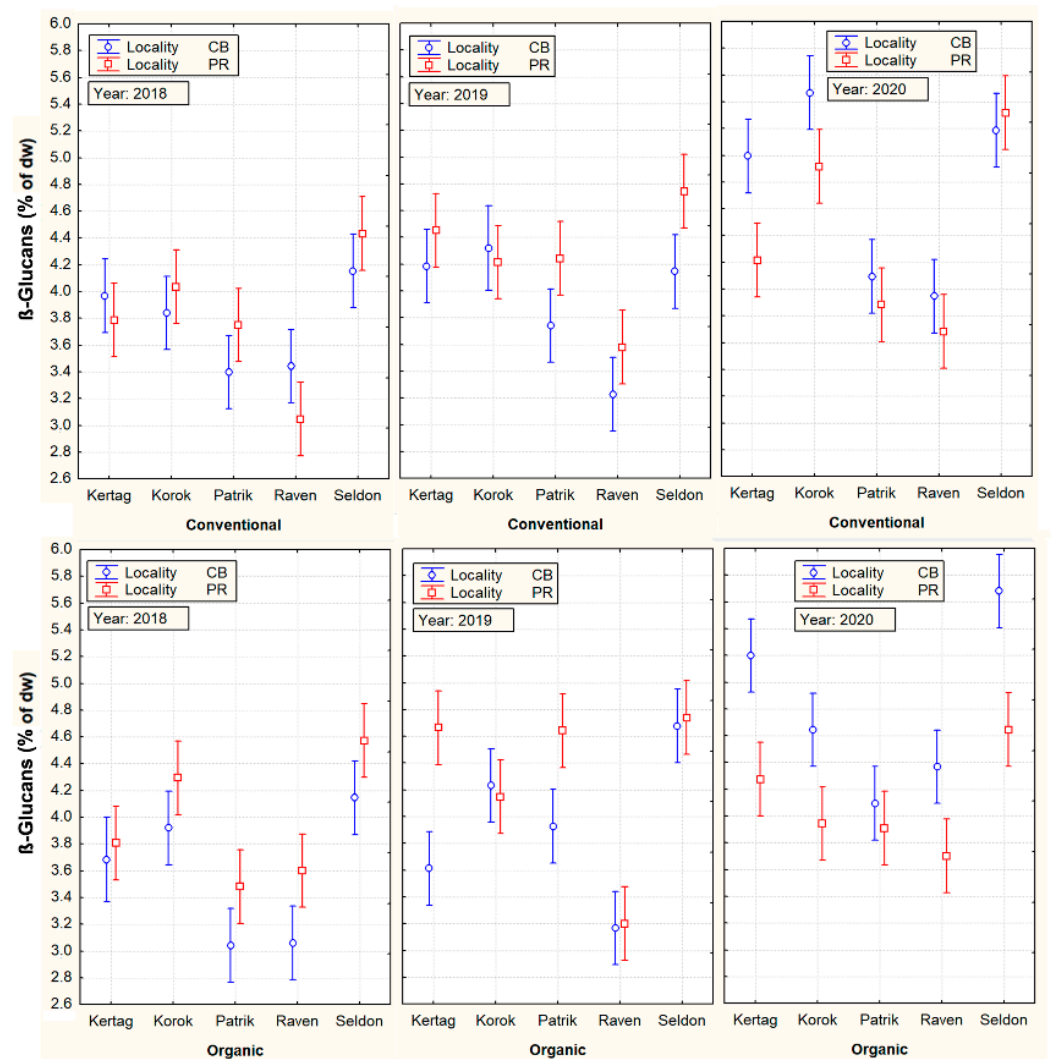 6.0
5.8
5.6
5.4
5.2
5.0
4.8
4.6
4.4
4.2
4.0
3.8
3.6
3.4
3.2
3.0
2.8
2.6
ß-Glucans (% of dw)
Locality CB
Locality PR
Year: 2018
Kertag Korok Patrik Raven Seldon
Conventional
Locality CB
Locality PR
Year: 2019
Kertag Korok Patrik Raven Seldon
Conventional
Locality CB
Locality PR
Year: 2020
Kertag Korok Patrik Raven Seldon
Conventional
6.0
5.8
5.6
5.4
5.2
5.0
4.8
4.6
4.4
4.2
4.0
3.8
3.6
3.4
3.2
3.0
2.8
2.6
ß-Glucans (% of dw)
Locality CB
Locality PR
Year: 2018
Kertag Korok Patrik Raven Seldon
Organic
Locality CB
Locality PR
Year: 2019
Kertag Korok Patrik Raven Seldon
Organic
Locality CB
Locality PR
Year: 2020
Kertag Korok Patrik Raven Seldon
Organic